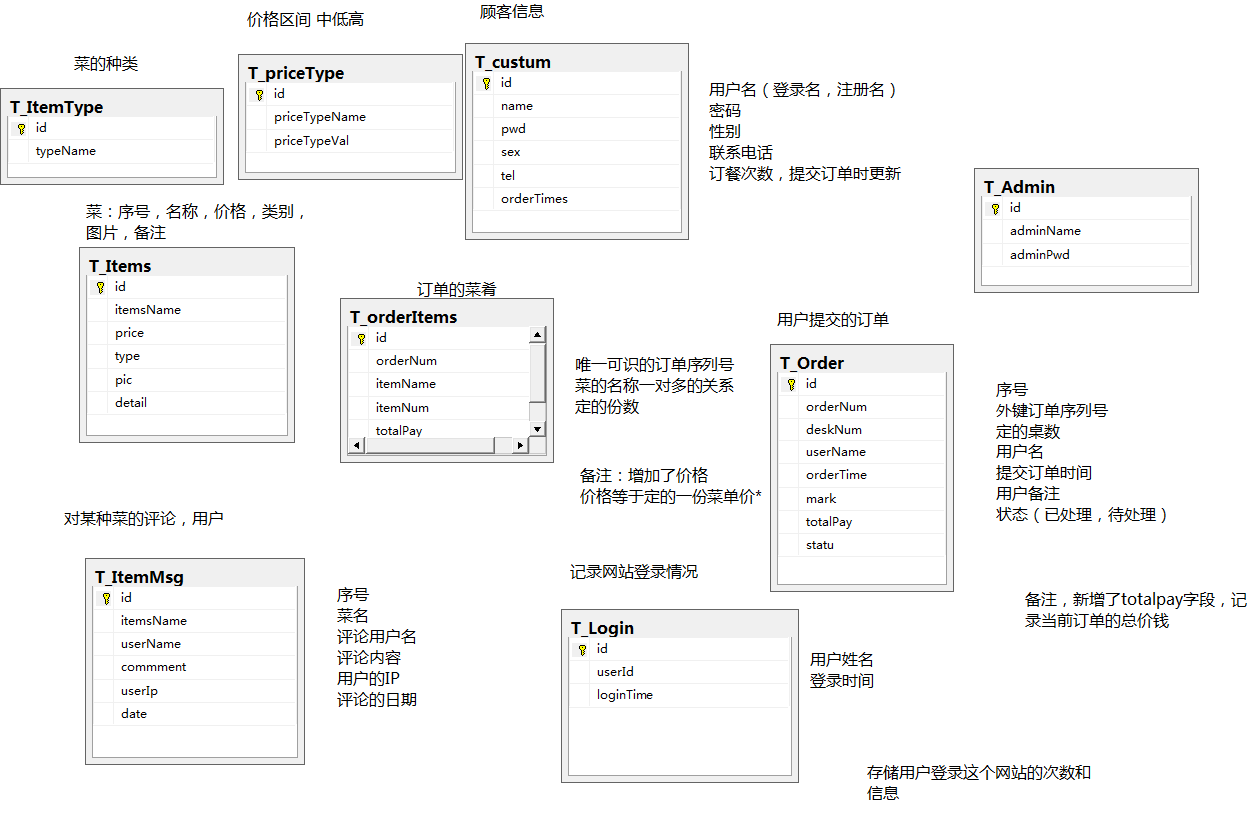 价格区间 中低高
顾客信息
菜的种类
T_ItemType
id
typeName
T_priceType
id
priceTypeName
priceTypeVal
T_custum
id
name
pwd
sex
tel
orderTimes
用户名（登录名，注册名）
密码
性别
联系电话
订餐次数，提交订单时更新
T_Admin
id
adminName
adminPwd
菜：序号，名称，价格，类别，
图片，备注
T_Items
id
itemsName
price
type
pic
detail
订单的菜肴
T_orderItems
id
orderNum
itemName
itemNum
totalPay
唯一可识的订单序列号
菜的名称一对多的关系
定的份数
备注：增加了价格
价格等于定的一份菜单价*
用户提交的订单
T_Order
id
orderNum
deskNum
userName
orderTime
mark
totalPay
statu
序号
外键订单序列号
定的桌数
用户名
提交订单时间
用户备注
状态（已处理，待处理）
备注，新增了totalpay字段，记
录当前订单的总价钱
对某种菜的评论，用户
T_ItemMsg
id
itemsName
userName
commment
userIp
date
序号
菜名
评论用户名
评论内容
用户的IP
评论的日期
记录网站登录情况
T_Login
id
userId
loginTime
用户姓名
登录时间
存储用户登录这个网站的次数和
信息